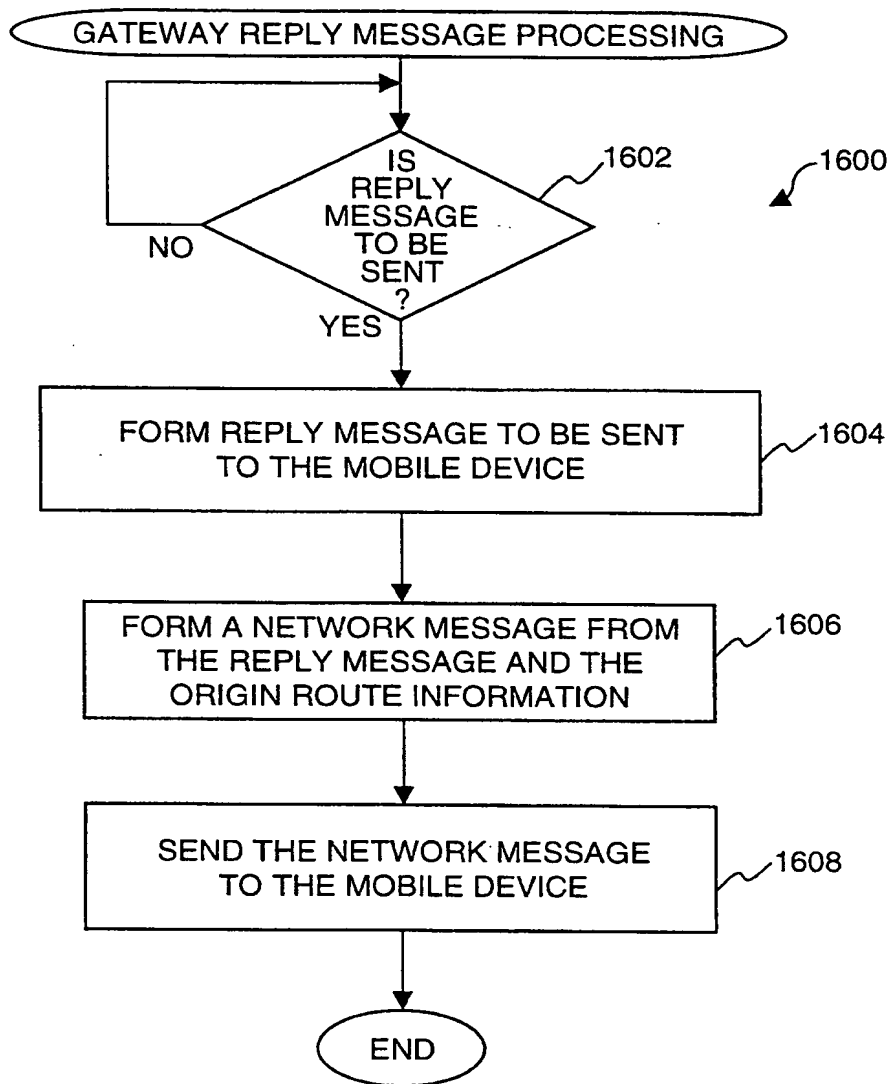 GATEWAY REPLY MESSAGE PROCESSING
IS
REPLY
MESSAGE
TO BE
SENT
?
1602
1600
NO
YES
FORM REPLY MESSAGE TO BE SENT
TO THE MOBILE DEVICE
1604
FORM A NETWORK MESSAGE FROM
THE REPLY MESSAGE AND THE
ORIGIN ROUTE INFORMATION
1606
SEND THE NETWORK MESSAGE
TO THE MOBILE DEVICE
1608
END